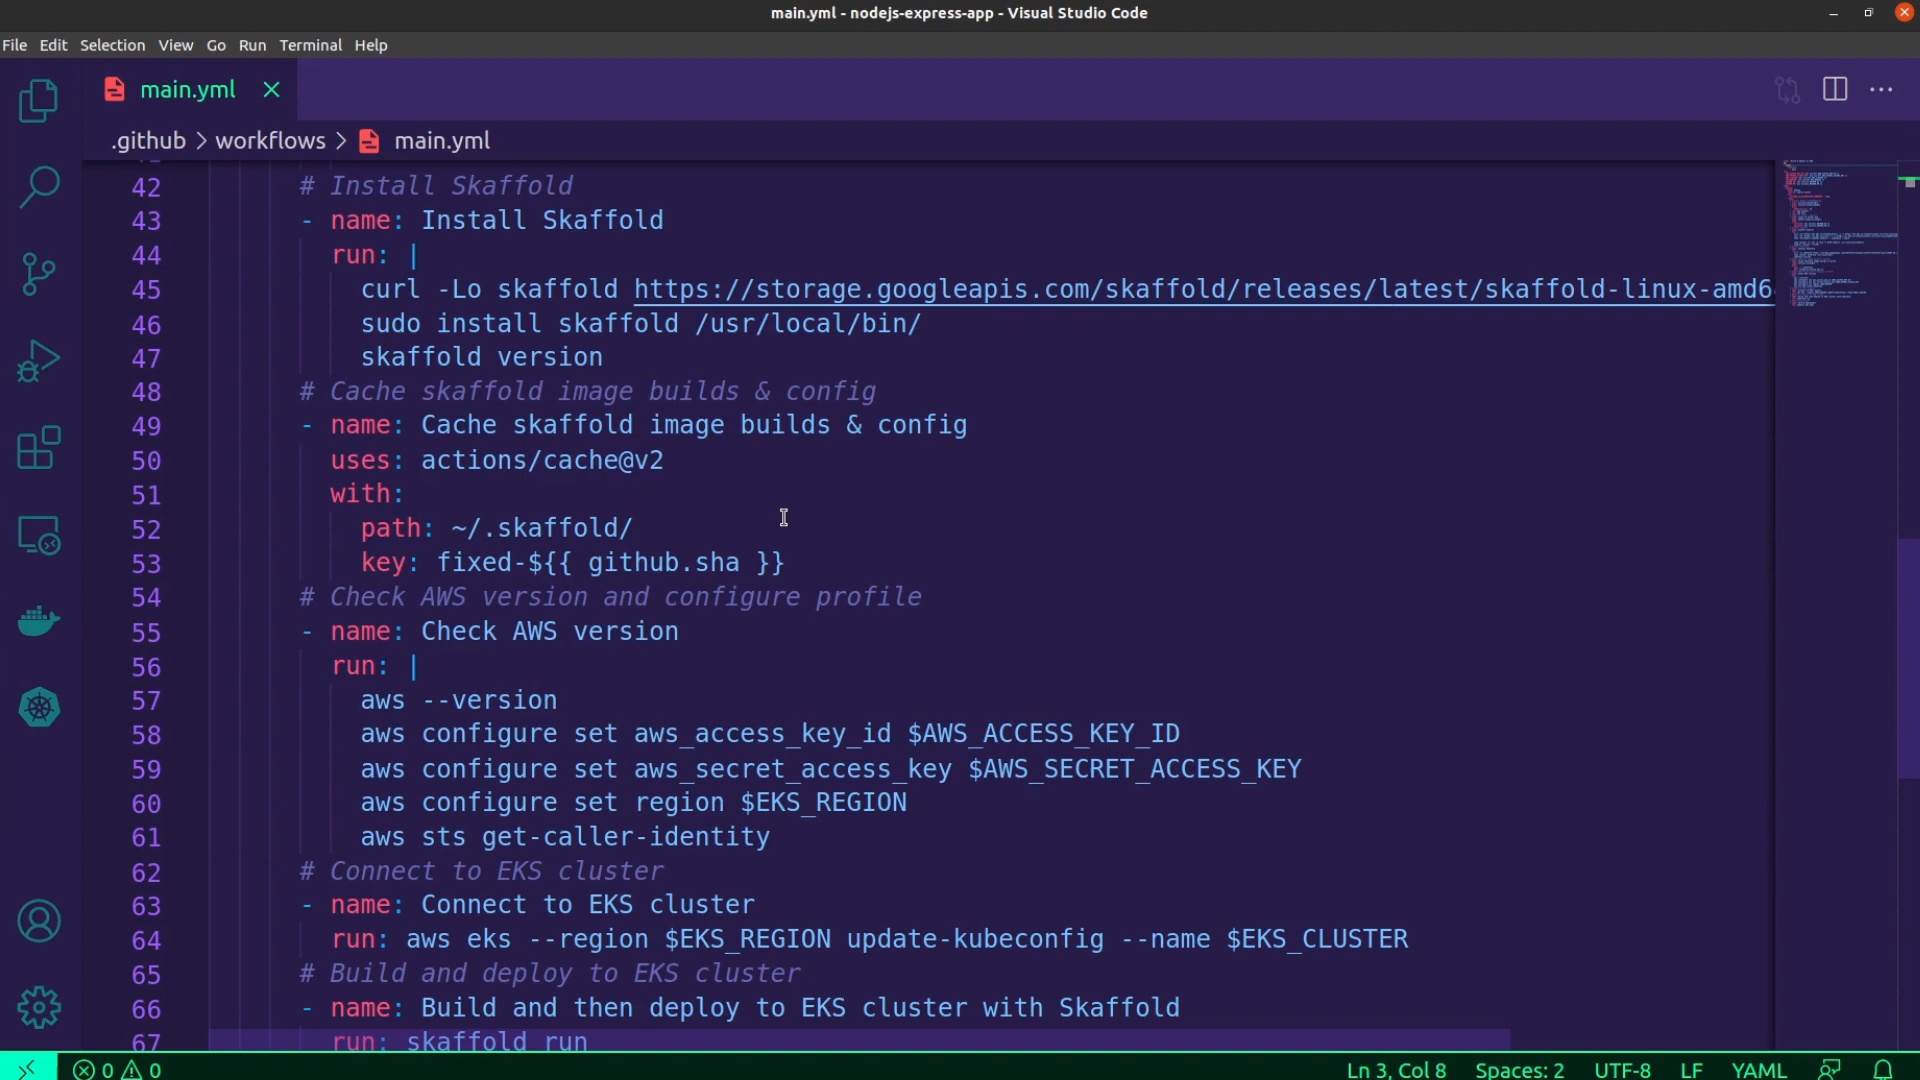 main.yml - nodejs-express-app - Visual Studio Code
File Edit Selection View Go Run Terminal Help
main.yml
.github > workflows > main.yml
42 # Install Skaffold
43 - name: Install Skaffold
44 run: |
45 curl -Lo skaffold https://storage.googleapis.com/skaffold/releases/latest/skaffold-linux-amd6
46 sudo install skaffold /usr/local/bin/
47 skaffold version
48 # Cache skaffold image builds & config
49 - name: Cache skaffold image builds & config
50 uses: actions/cache@v2
51 with:
52 path: ~/.skaffold/
53 key: fixed-${{ github.sha }}
54 # Check AWS version and configure profile
55 - name: Check AWS version
56 run: |
57 aws --version
58 aws configure set aws_access_key_id $AWS_ACCESS_KEY_ID
59 aws configure set aws_secret_access_key $AWS_SECRET_ACCESS_KEY
60 aws configure set region $EKS_REGION
61 aws sts get-caller-identity
62 # Connect to EKS cluster
63 - name: Connect to EKS cluster
64 run: aws eks --region $EKS_REGION update-kubeconfig --name $EKS_CLUSTER
65 # Build and deploy to EKS cluster
66 - name: Build and then deploy to EKS cluster with Skaffold
67 run: skaffold run
0 0 Ln 3, Col 8 Spaces: 2 UTF-8 LF YAML